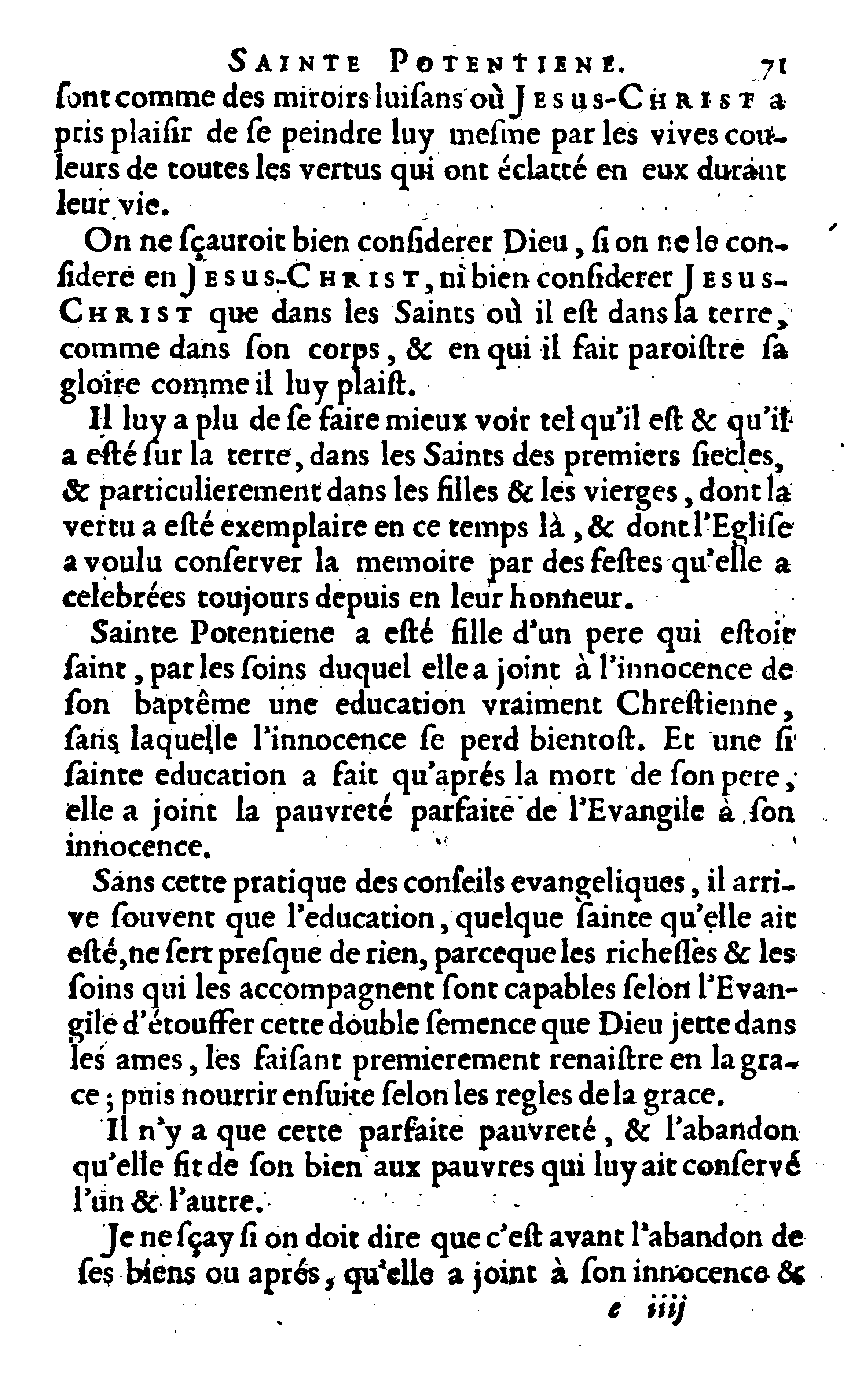 SAINTE POTENTIENE. 71
ſont comme des miroirs luiſans où JESUS-CHRIST a
pris plaiſir de ſe peindre luy meſme par les vives cou-
leurs de toutes les vertus qui ont éclatté en eux durant
leur vie.
On ne ſçauroit bien conſiderer Dieu, ſi on ne le con-
ſidere en JESUS-CHRIST, ni bien conſiderer JESUS-
CHRIST que dans les Saints où il eſt dans la terre,
comme dans ſon corps, & en qui il fait paroiſtre ſa
gloire comme il luy plaiſt.
Il luy a plu de ſe faire mieux voir tel qu'il eſt & qu'il
a eſté ſur la terre, dans les Saints des premiers ſiecles,
& particulierement dans les filles & les vierges, dont la
vertu a eſté exemplaire en ce temps là, & dont l'Egliſe
a voulu conſerver la memoire par des feſtes qu'elle a
celebrées toujours depuis en leur honneur.
Sainte Potentiene a eſté fille d'un pere qui eſtoit
ſaint, par les ſoins duquel elle a joint à l'innocence de
ſon baptême une education vraiment Chreſtienne,
ſans laquelle l'innocence ſe perd bientoſt. Et une ſi
ſainte education a fait qu'aprés la mort de ſon pere,
elle a joint la pauvreté parfaite de l'Evangile à ſon
innocence.
Sans cette pratique des conſeils evangeliques, il arri-
ve ſouvent que l'education, quelque ſainte qu'elle ait
eſté, ne ſert preſque de rien, parceque les richeſſes & les
ſoins qui les accompagnent ſont capables ſelon l'Evan-
gile d'étouffer cette double ſemence que Dieu jette dans
les ames, les faiſant premierement renaiſtre en la gra-
ce; puis nourrir enſuite ſelon les regles de la grace.
Il n'y a que cette parfaite pauvreté, & l'abandon
qu'elle fit de ſon bien aux pauvres qui luy ait conſervé
l'un & l'autre.
Je ne ſçay ſi on doit dire que c'eſt avant l'abandon de
ſes biens ou aprés, qu'elle a joint à ſon innocence &
e iiij